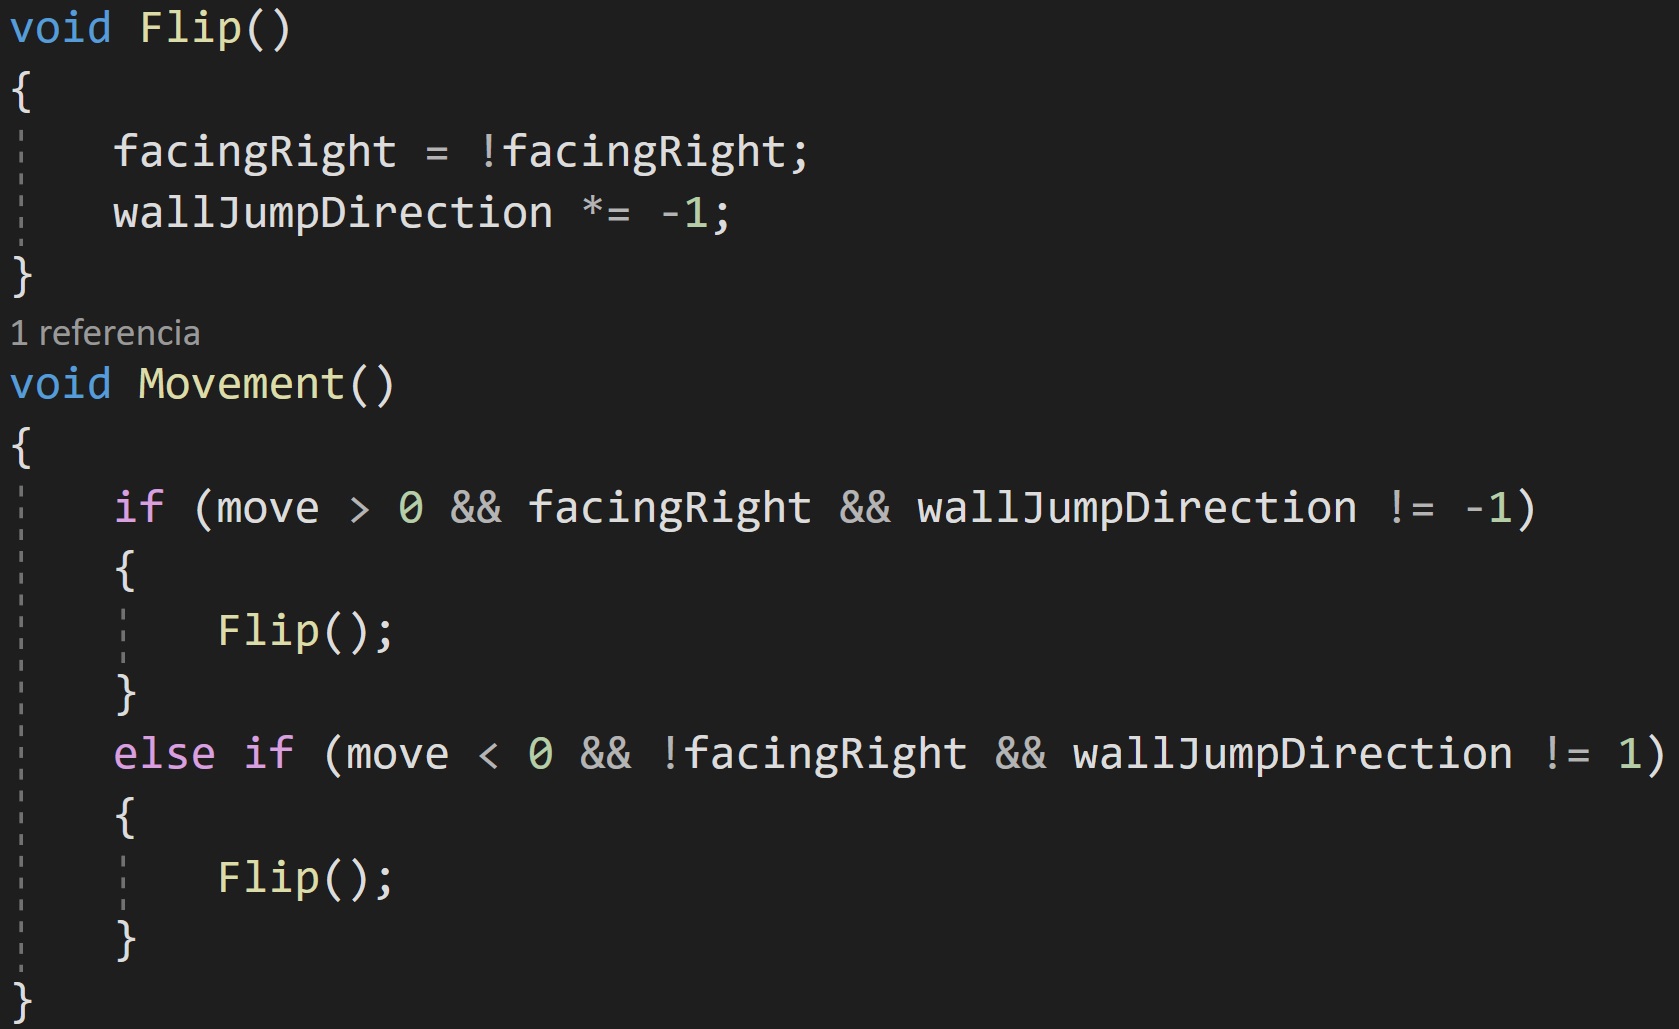 void Flip()
{
    facingRight = !facingRight;
    wallJumpDirection *= -1;
}
1 referencia
void Movement()
{
    if (move > 0 && facingRight && wallJumpDirection != -1)
    {
        Flip();
    }
    else if (move < 0 && !facingRight && wallJumpDirection != 1)
    {
        Flip();
    }
}